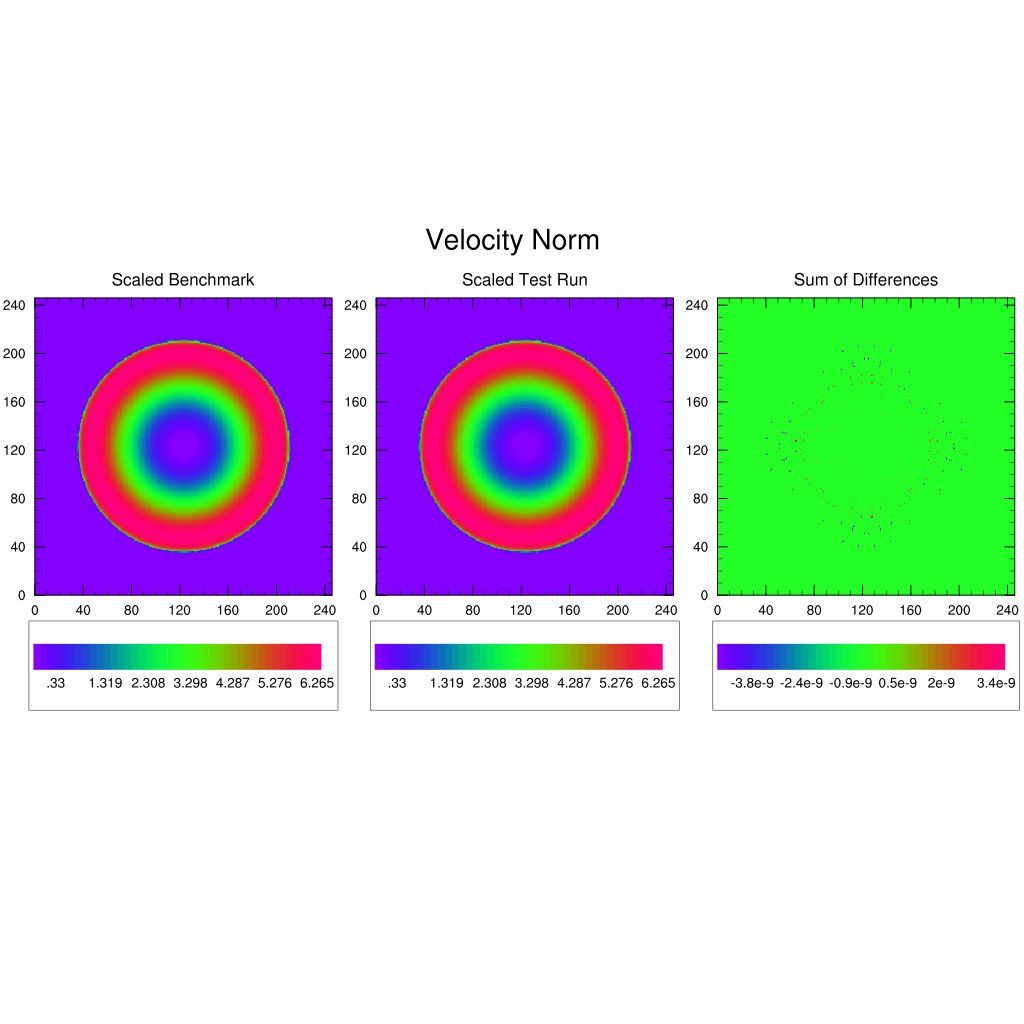 Velocity Norm
Scaled Benchmark
Scaled Test Run
Sum of Differences
240
200
160
120
80
40
0
0 40 80 120 160 200 240
240
200
160
120
80
40
0
0 40 80 120 160 200 240
240
200
160
120
80
40
0
0 40 80 120 160 200 240
.33 1.319 2.308 3.298 4.287 5.276 6.265
.33 1.319 2.308 3.298 4.287 5.276 6.265
-3.8e-9 -2.4e-9 -0.9e-9 0.5e-9 2e-9 3.4e-9